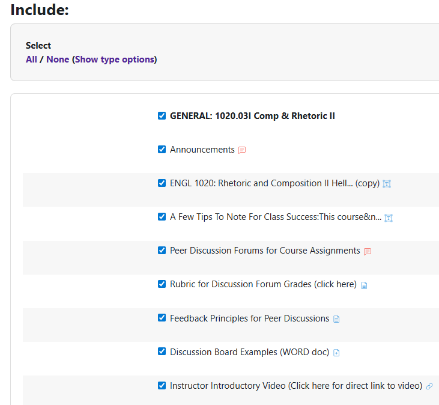 Include:
Select
All / None (Show type options)
GENERAL: 1020.03I Comp & Rhetoric II
Announcements
ENGL 1020: Rhetoric and Composition II Hell... (copy)
A Few Tips To Note For Class Success:This course&n...
Peer Discussion Forums for Course Assignments
Rubric for Discussion Forum Grades (click here)
Feedback Principles for Peer Discussions
Discussion Board Examples (WORD doc)
Instructor Introductory Video (Click here for direct link to video)